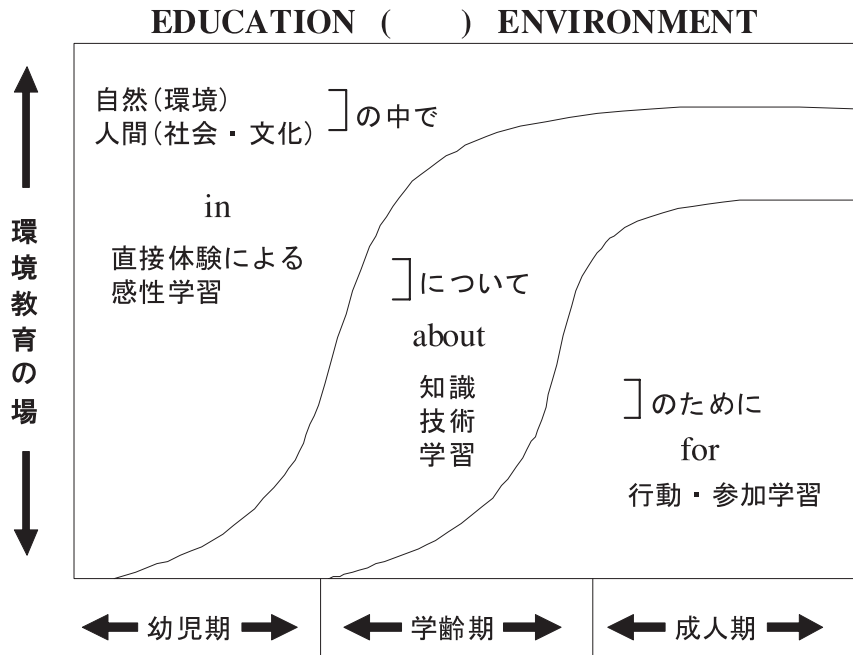 EDUCATION (　　) ENVIRONMENT
自然(環境)
人間(社会・文化)
の中で
in
直接体験による
感性学習
について
about
知識
技術
学習
のために
for
行動・参加学習
環境教育の場
幼児期
学齢期
成人期